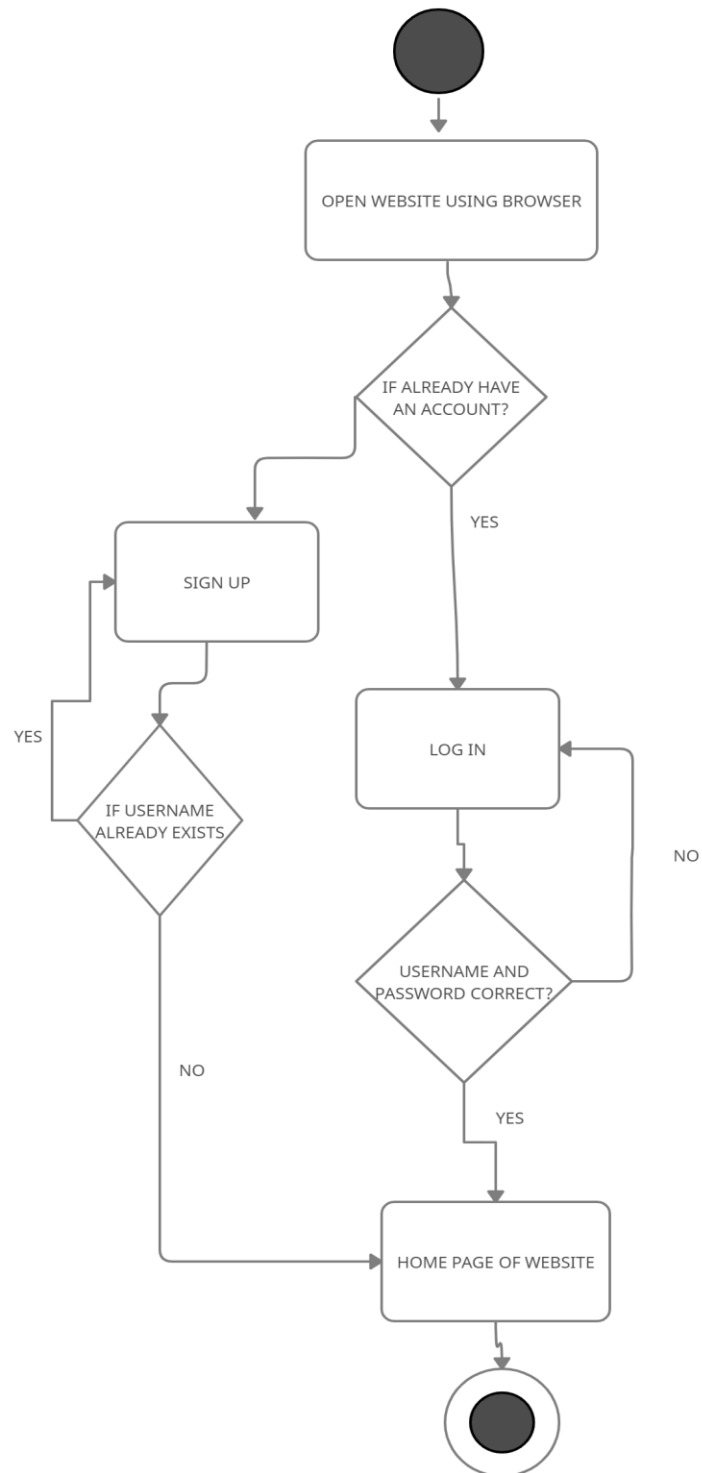 OPEN WEBSITE USING BROWSER
IF ALREADY HAVE
AN ACCOUNT?
YES
SIGN UP
YES
LOG IN
IF USERNAME
ALREADY EXISTS
NO
USERNAME AND
PASSWORD CORRECT?
NO
YES
HOME PAGE OF WEBSITE